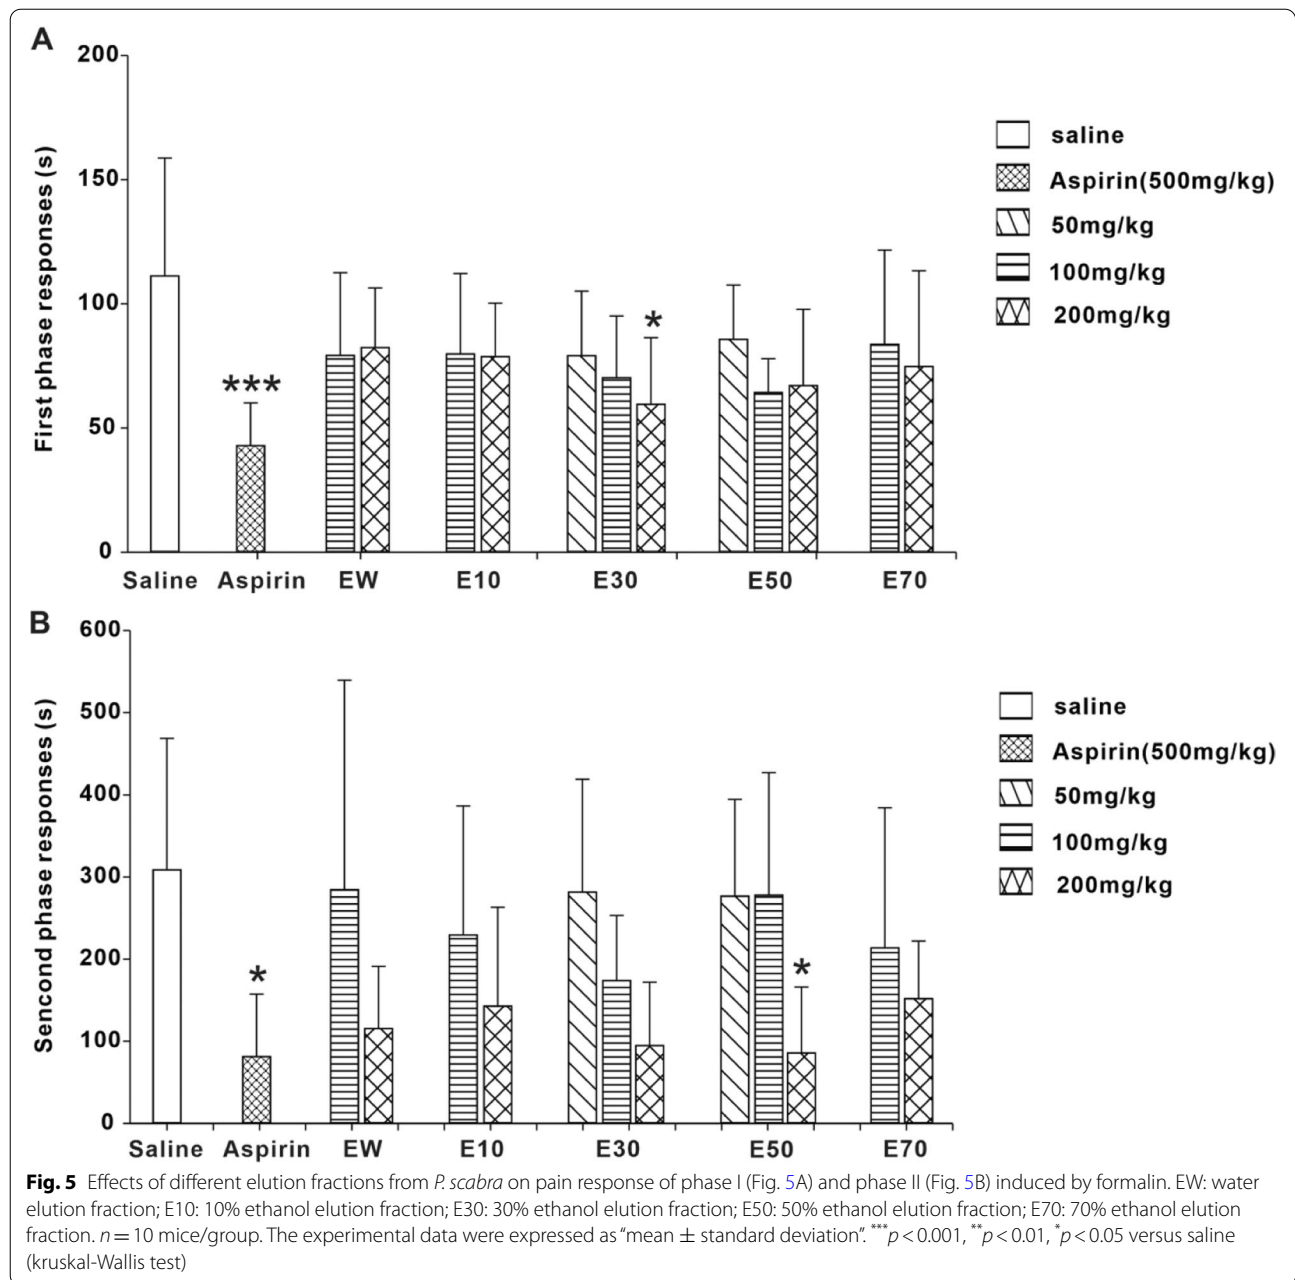 A
200
150
100
50
0
First phase responses (s)
***
*
Saline Aspirin EW E10 E30 E50 E70
saline
Aspirin(500mg/kg)
50mg/kg
100mg/kg
200mg/kg
B
600
500
400
300
200
100
0
Sencond phase responses (s)
*
*
Saline Aspirin EW E10 E30 E50 E70
saline
Aspirin(500mg/kg)
50mg/kg
100mg/kg
200mg/kg
Fig. 5 Effects of different elution fractions from P. scabra on pain response of phase I (Fig. 5A) and phase II (Fig. 5B) induced by formalin. EW: water
elution fraction; E10: 10% ethanol elution fraction; E30: 30% ethanol elution fraction; E50: 50% ethanol elution fraction; E70: 70% ethanol elution
fraction. n = 10 mice/group. The experimental data were expressed as “mean ± standard deviation”. ***p < 0.001, **p < 0.01, *p < 0.05 versus saline
(kruskal-Wallis test)